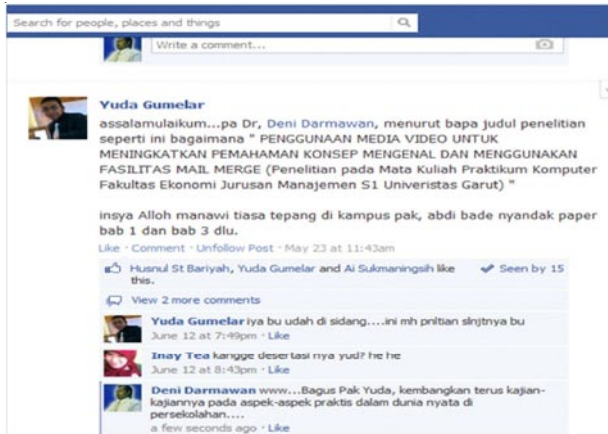 Search for people, places and things
Write a comment...
Yuda Gumelar
assalamulaikum...pa Dr, Deni Darmawan, menurut bapa judul penelitian
seperti ini bagaimana " PENGGUNAAN MEDIA VIDEO UNTUK
MENINGKATKAN PEMAHAMAN KONSEP MENGENAL DAN MENGGUNAKAN
FASILITAS MAIL MERGE (Penelitian pada Mata Kuliah Praktikum Komputer
Fakultas Ekonomi Jurusan Manajemen S1 Univeristas Garut) "
insya Alloh manawi tiasa tepang di kampus pak, abdi bade nyandak paper
bab 1 dan bab 3 dlu.
Like · Comment · Unfollow Post · May 23 at 11:43am
Husnul St Bariyah, Yuda Gumelar and Ai Sukmaningsih like
this.
Seen by 15
View 2 more comments
Yuda Gumelar iya bu udah di sidang....ini mh pnltian slnjtnya bu
June 12 at 7:49pm · Like
Inay Tea kangge desertasi nya yud? he he
June 12 at 8:43pm · Like
Deni Darmawan www...Bagus Pak Yuda, kembangkan terus kajian-
kajiannya pada aspek-aspek praktis dalam dunia nyata di
persekolahan....
a few seconds ago · Like